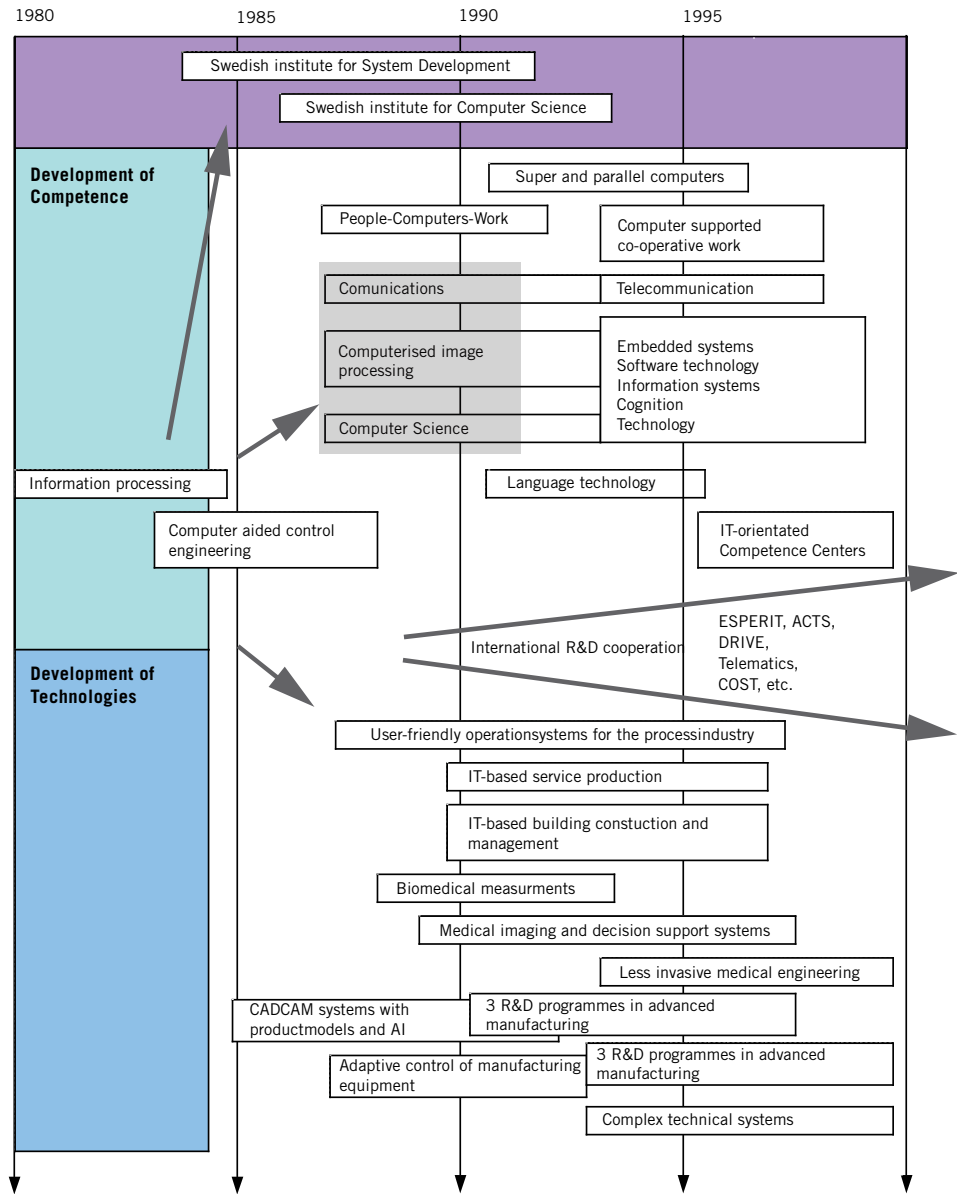 1980
1985
1990
1995
Swedish institute for System Development
Swedish institute for Computer Science
Development of
Competence
Super and parallel computers
People-Computers-Work
Computer supported
co-operative work
Comunications
Telecommunication
Computerised image
processing
Embedded systems
Software technology
Information systems
Cognition
Technology
Computer Science
Information processing
Language technology
Computer aided control
engineering
IT-orientated
Competence Centers
International R&D cooperation
ESPERIT, ACTS,
DRIVE,
Telematics,
COST, etc.
Development of
Technologies
User-friendly operationsystems for the processindustry
IT-based service production
IT-based building constuction and
management
Biomedical measurments
Medical imaging and decision support systems
Less invasive medical engineering
CADCAM systems with
productmodels and AI
3 R&D programmes in advanced
manufacturing
Adaptive control of manufacturing
equipment
3 R&D programmes in advanced
manufacturing
Complex technical systems